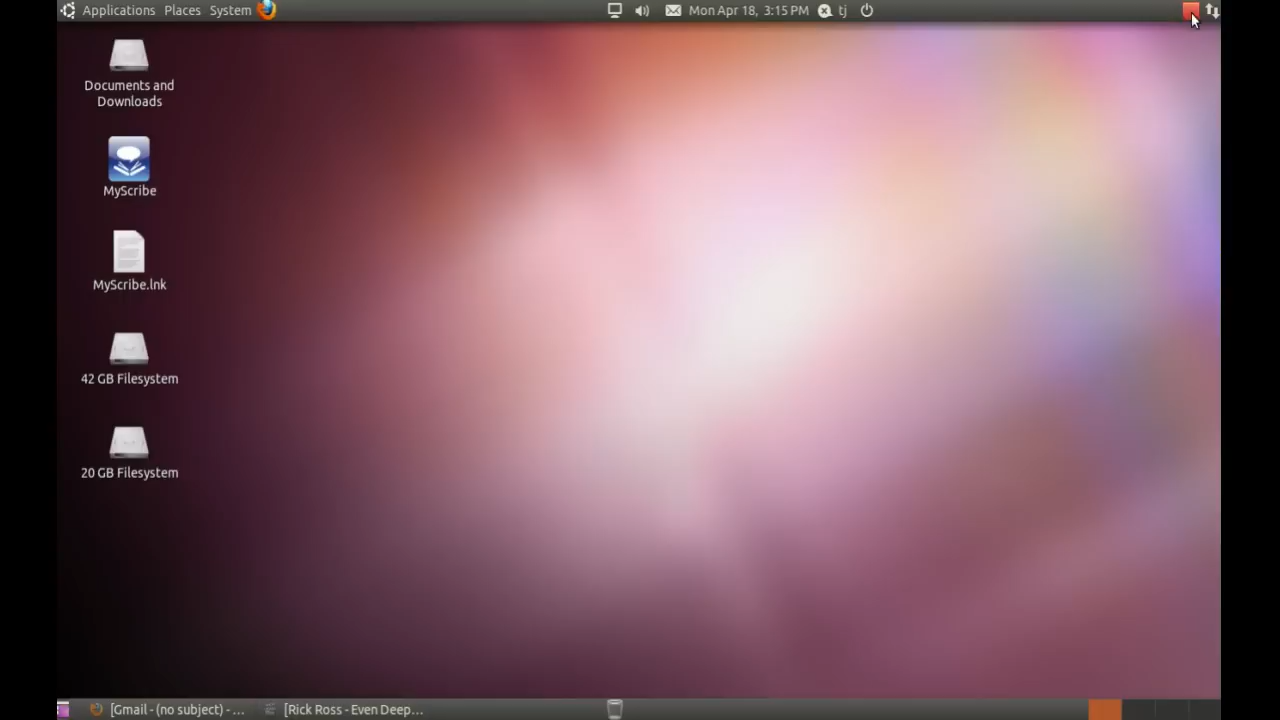 Applications Places System
Mon Apr 18, 3:15 PM tj
Documents and
Downloads
MyScribe
MyScribe.lnk
42 GB Filesystem
20 GB Filesystem
[Gmail - (no subject) - ... [Rick Ross - Even Deep...